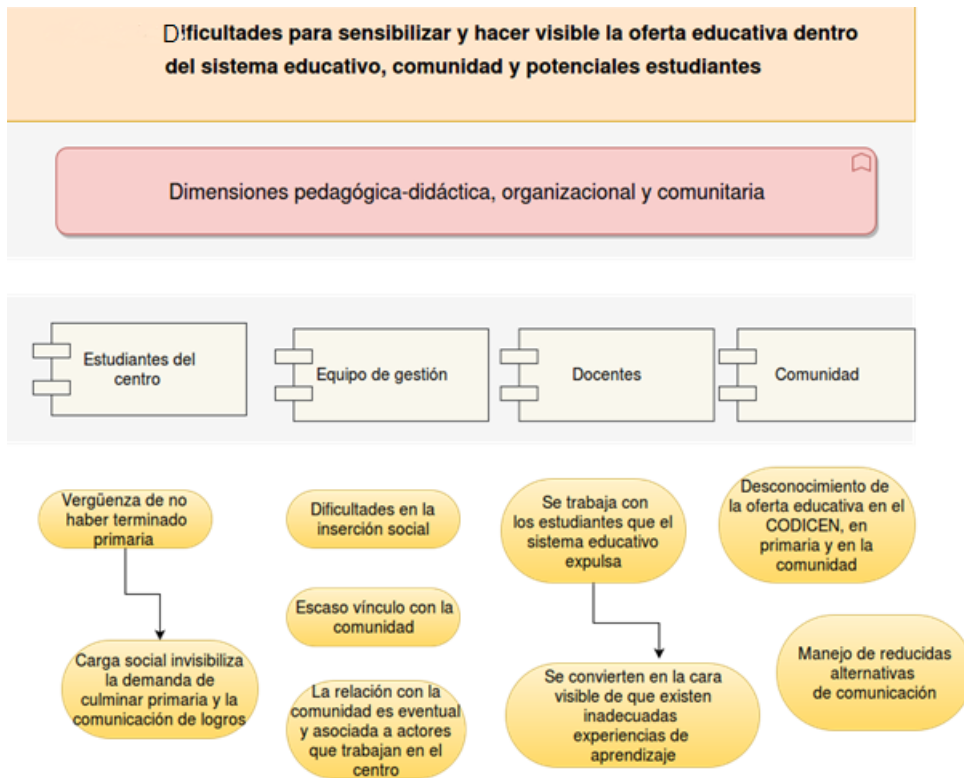 Dificultades para sensibilizar y hacer visible la oferta educativa dentro
del sistema educativo, comunidad y potenciales estudiantes
Dimensiones pedagógica-didáctica, organizacional y comunitaria
Estudiantes del
centro
Equipo de gestión
Docentes
Comunidad
Vergüenza de no
haber terminado
primaria
Carga social invisibiliza
la demanda de
culminar primaria y la
comunicación de logros
Dificultades en la
inserción social
Escaso vínculo con la
comunidad
La relación con la
comunidad es eventual
y asociada a actores
que trabajan en el
centro
Se trabaja con
los estudiantes que el
sistema educativo
expulsa
Se convierten en la cara
visible de que existen
inadecuadas
experiencias de
aprendizaje
Desconocimiento de
la oferta educativa en el
CODICEN, en
primaria y en la
comunidad
Manejo de reducidas
alternativas
de comunicación